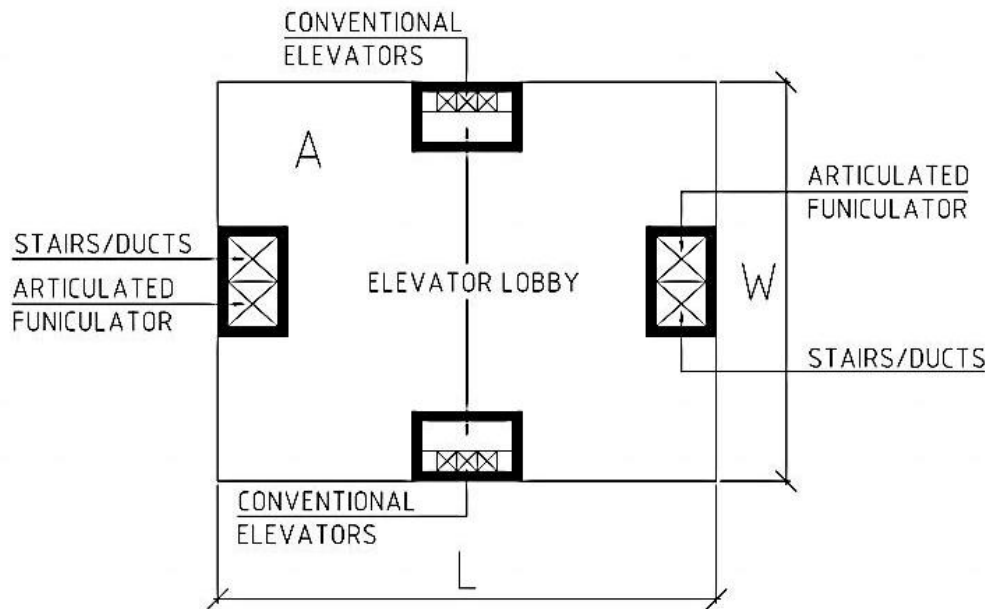 CONVENTIONAL
ELEVATORS
A
ARTICULATED
FUNICULATOR
STAIRS/DUCTS
ARTICULATED
FUNICULATOR
ELEVATOR LOBBY
W
STAIRS/DUCTS
CONVENTIONAL
ELEVATORS
L